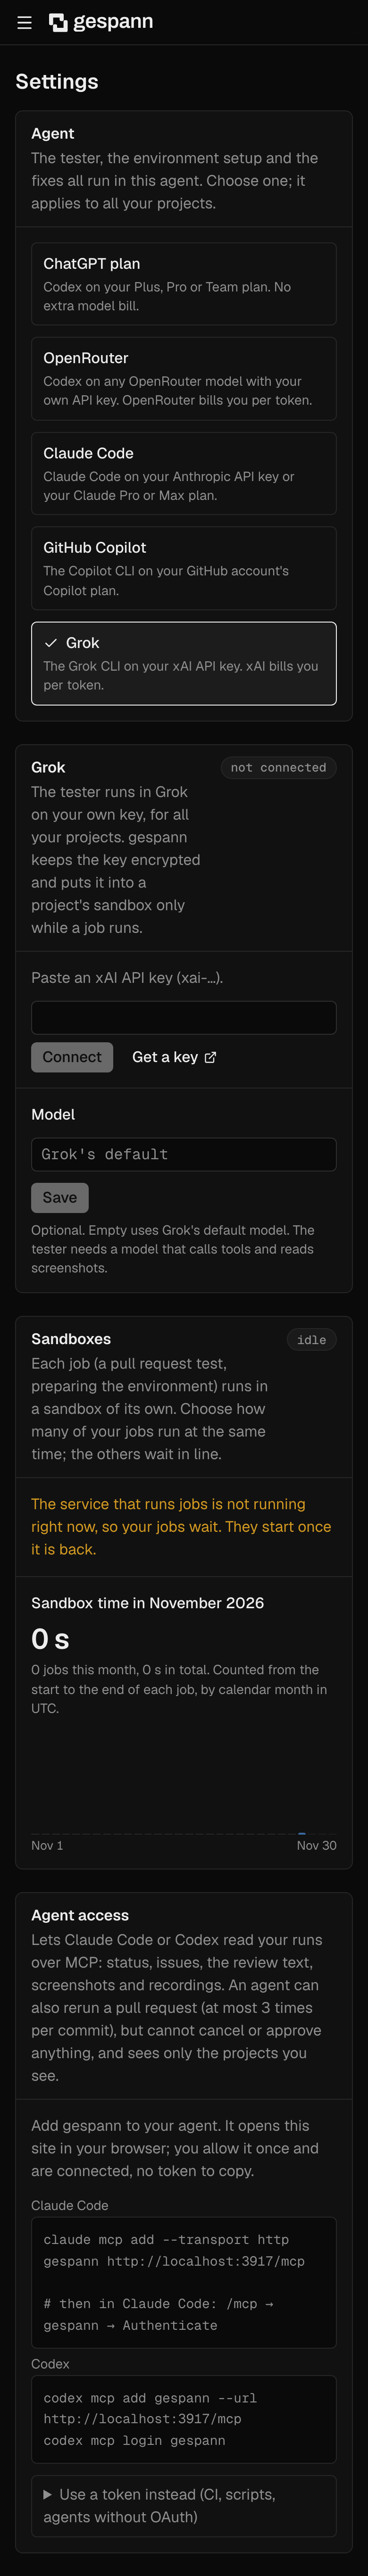 gespann
Settings
Agent
The tester, the environment setup and the
fixes all run in this agent. Choose one; it
applies to all your projects.
ChatGPT plan
Codex on your Plus, Pro or Team plan. No
extra model bill.
OpenRouter
Codex on any OpenRouter model with your
own API key. OpenRouter bills you per token.
Claude Code
Claude Code on your Anthropic API key or
your Claude Pro or Max plan.
GitHub Copilot
The Copilot CLI on your GitHub account's
Copilot plan.
Grok
The Grok CLI on your xAI API key. xAI bills you
per token.
Grok
not connected
The tester runs in Grok
on your own key, for all
your projects. gespann
keeps the key encrypted
and puts it into a
project's sandbox only
while a job runs.
Paste an xAI API key (xai-…).
Connect
Get a key
Model
Grok's default
Save
Optional. Empty uses Grok's default model. The
tester needs a model that calls tools and reads
screenshots.
Sandboxes
idle
Each job (a pull request test,
preparing the environment) runs in
a sandbox of its own. Choose how
many of your jobs run at the same
time; the others wait in line.
The service that runs jobs is not running
right now, so your jobs wait. They start once
it is back.
Sandbox time in November 2026
0 s
0 jobs this month, 0 s in total. Counted from the
start to the end of each job, by calendar month in
UTC.
Nov 1
Nov 30
Agent access
Lets Claude Code or Codex read your runs
over MCP: status, issues, the review text,
screenshots and recordings. An agent can
also rerun a pull request (at most 3 times
per commit), but cannot cancel or approve
anything, and sees only the projects you
see.
Add gespann to your agent. It opens this
site in your browser; you allow it once and
are connected, no token to copy.
Claude Code
claude mcp add --transport http
gespann http://localhost:3917/mcp
# then in Claude Code: /mcp →
gespann → Authenticate
Codex
codex mcp add gespann --url
http://localhost:3917/mcp
codex mcp login gespann
Use a token instead (CI, scripts,
agents without OAuth)